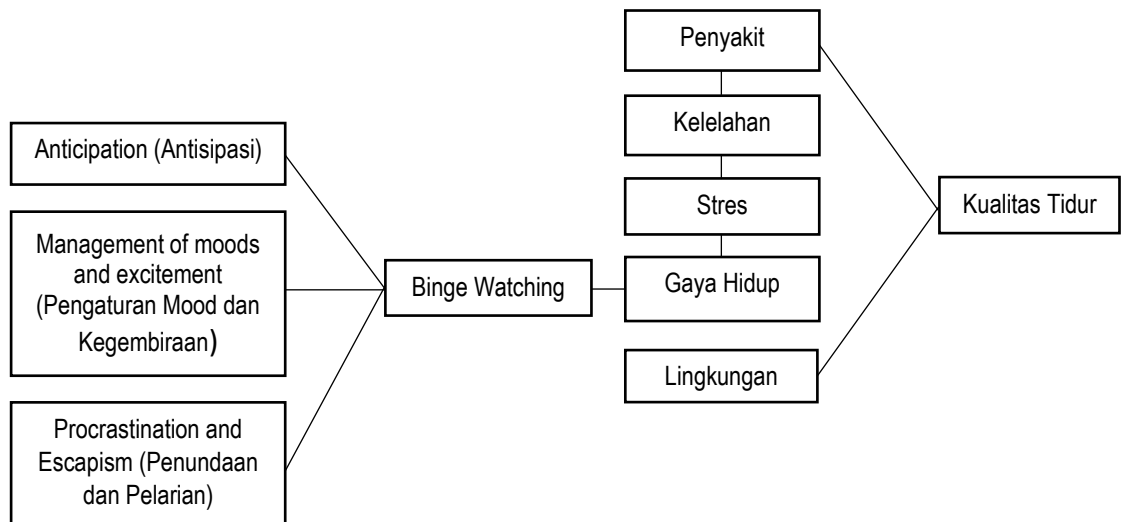 Anticipation (Antisipasi)
Management of moods
and excitement
(Pengaturan Mood dan
Kegembiraan)
Procrastination and
Escapism (Penundaan
dan Pelarian)
Binge Watching
Penyakit
Kelelahan
Stres
Gaya Hidup
Lingkungan
Kualitas Tidur